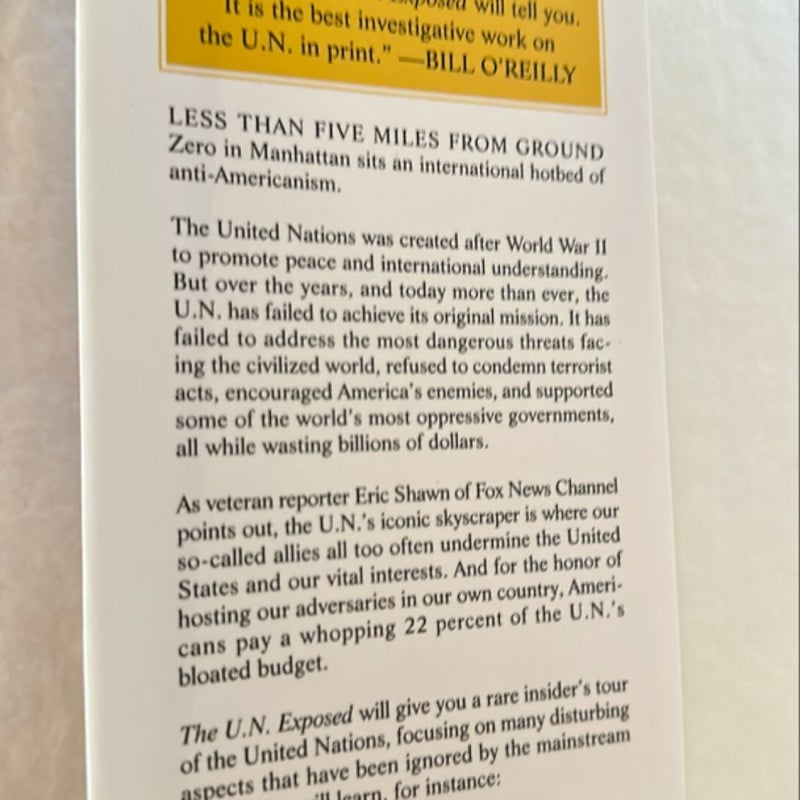 Exposed will tell you.
It is the best investigative work on
the U.N. in print.” —BILL O’REILLY
LESS THAN FIVE MILES FROM GROUND
Zero in Manhattan sits an international hotbed of
anti-Americanism.
The United Nations was created after World War II
to promote peace and international understanding.
But over the years, and today more than ever, the
U.N. has failed to achieve its original mission. It has
failed to address the most dangerous threats fac-
ing the civilized world, refused to condemn terrorist
acts, encouraged America’s enemies, and supported
some of the world’s most oppressive governments,
all while wasting billions of dollars.
As veteran reporter Eric Shawn of Fox News Channel
points out, the U.N.’s iconic skyscraper is where our
so-called allies all too often undermine the United
States and our vital interests. And for the honor of
hosting our adversaries in our own country, Ameri-
cans pay a whopping 22 percent of the U.N.’s
bloated budget.
The U.N. Exposed will give you a rare insider’s tour
of the United Nations, focusing on many disturbing
aspects that have been ignored by the mainstream
learn, for instance: